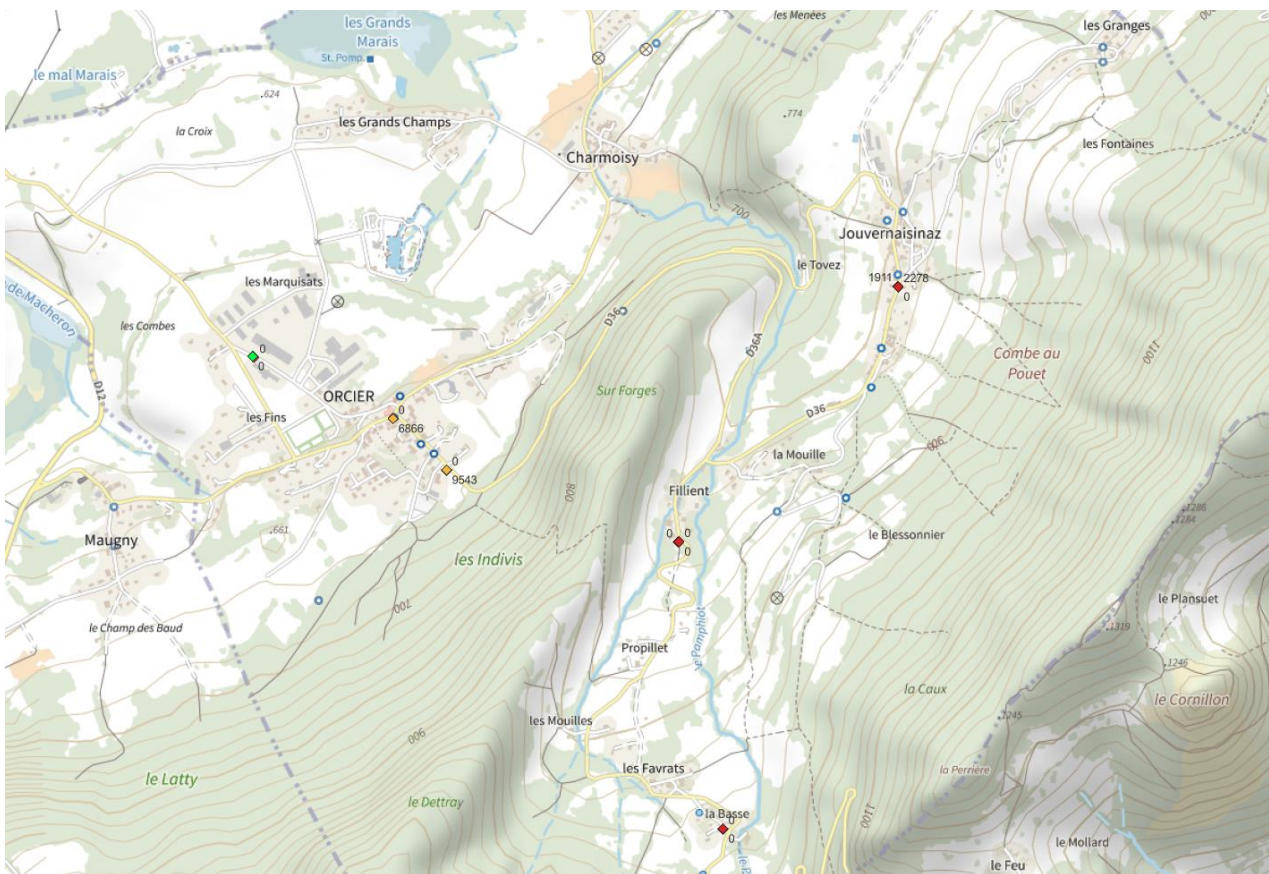 les Grands
Marais
St. Pomp.
les Menées
les Granges
le mal Marais
624
la Croix
les Grands Champs
774
les Fontaines
Charmoisy
700
Jouvernaisinaz
le Tovez
1911
2278
0
les Marquisats
de-Macheron
les Combes
D36
D36A
Combe au
Pouet
1100
0
0
ORCIER
Sur Forges
D12
les Fins
0
6866
D36
0
9543
la Mouille
900
800
Fillient
661
Maugny
0
0
0
le Blessonnier
1286
1284
les Indivis
700
le Plansuet
le Champ des Baud
1319
le Pamphiot
Propillet
1246
le Cornillon
la Caux
les Mouilles
1245
900
les Favrats
la Perrière
le Latty
le Dettray
la Basse
0
0
1100
le Mollard
le Feu